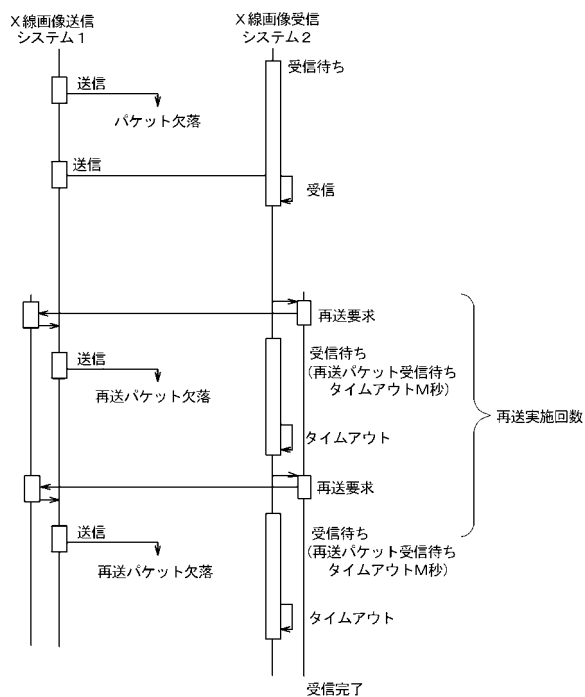 X線画像送信
システム1
X線画像受信
システム2
受信待ち
送信
パケット欠落
送信
受信
再送要求
送信
再送パケット欠落
受信待ち
(再送パケット受信待ち
タイムアウトM秒)
再送実施回数
タイムアウト
再送要求
送信
再送パケット欠落
受信待ち
(再送パケット受信待ち
タイムアウトM秒)
タイムアウト
受信完了